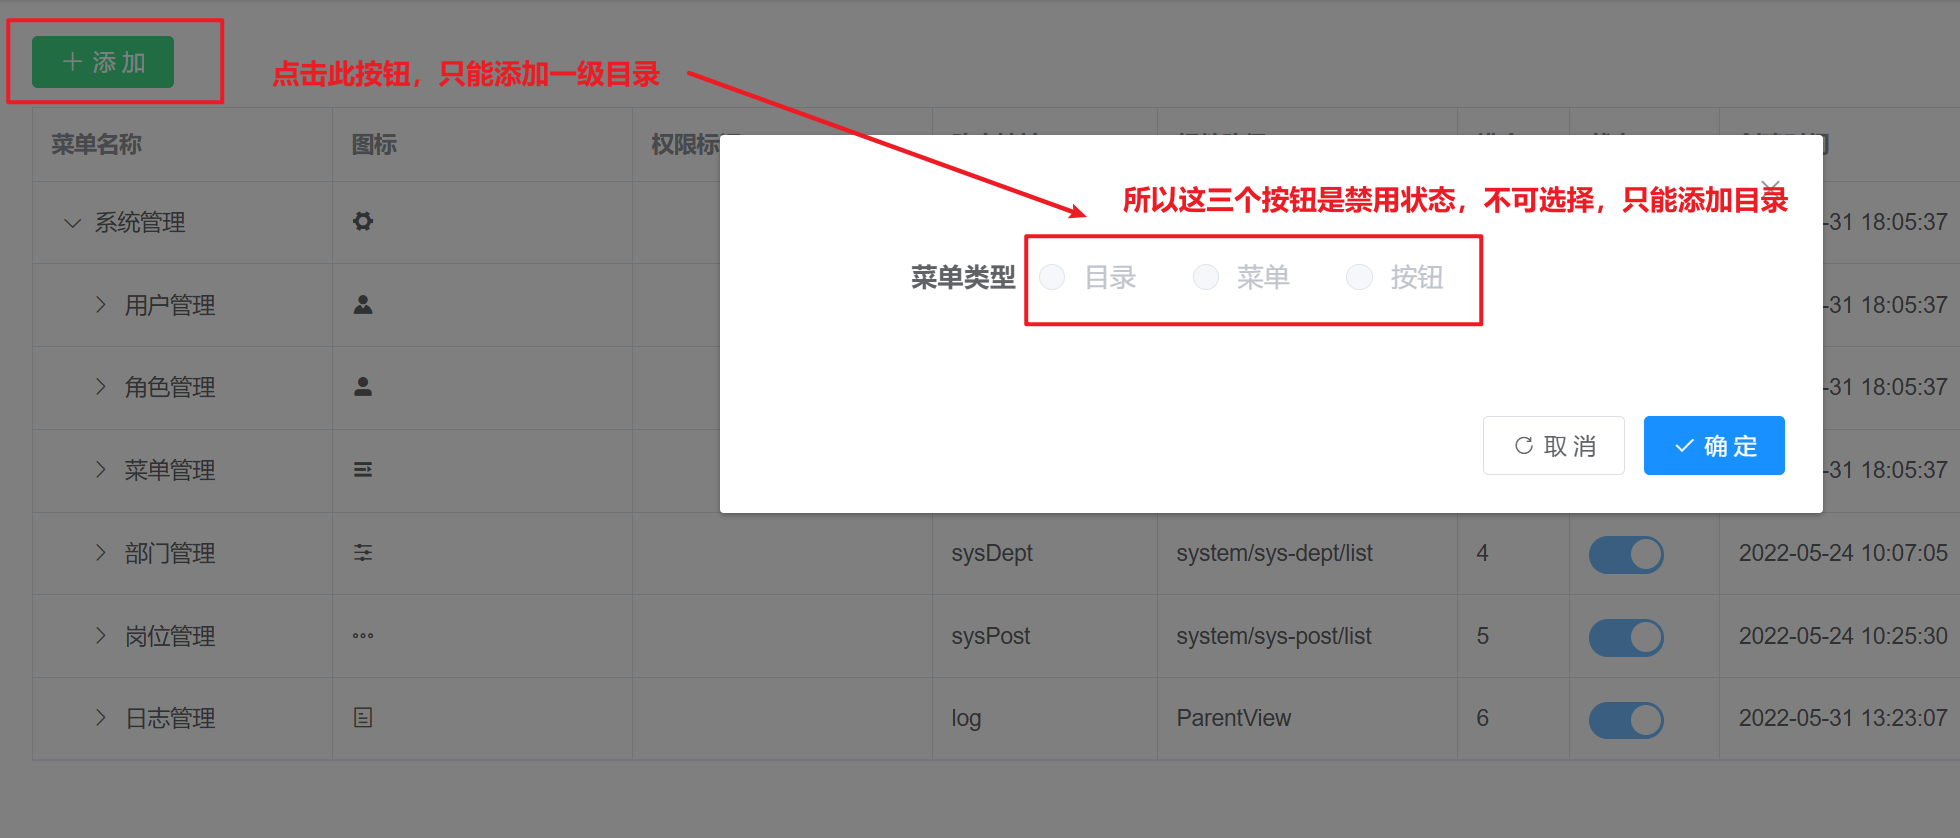 添加
点击此按钮，只能添加一级目录
菜单名称 图标 权限标
所以这三个按钮是禁用状态，不可选择，只能添加目录
系统管理 -31 18:05:37
菜单类型 目录 菜单 按钮
用户管理 -31 18:05:37
角色管理 -31 18:05:37
取消 确定
菜单管理 -31 18:05:37
部门管理 sysDept system/sys-dept/list 4 2022-05-24 10:07:05
岗位管理 sysPost system/sys-post/list 5 2022-05-24 10:25:30
日志管理 log ParentView 6 2022-05-31 13:23:07